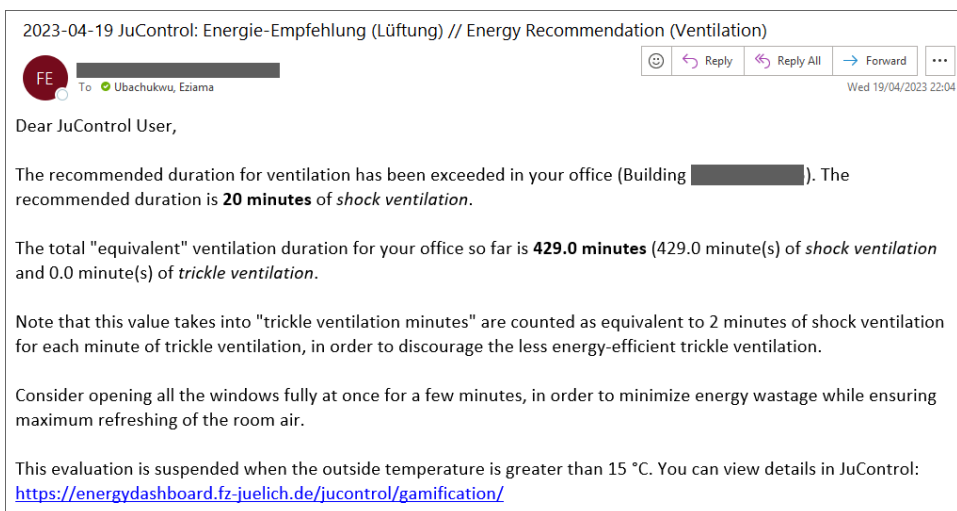 2023-04-19 JuControl: Energie-Empfehlung (Lüftung) // Energy Recommendation (Ventilation)
FE
To Ubachukwu, Eziama
Reply Reply All Forward ...
Wed 19/04/2023 22:04
Dear JuControl User,
The recommended duration for ventilation has been exceeded in your office (Building ). The
recommended duration is 20 minutes of shock ventilation.
The total "equivalent" ventilation duration for your office so far is 429.0 minutes (429.0 minute(s) of shock ventilation
and 0.0 minute(s) of trickle ventilation.
Note that this value takes into "trickle ventilation minutes" are counted as equivalent to 2 minutes of shock ventilation
for each minute of trickle ventilation, in order to discourage the less energy-efficient trickle ventilation.
Consider opening all the windows fully at once for a few minutes, in order to minimize energy wastage while ensuring
maximum refreshing of the room air.
This evaluation is suspended when the outside temperature is greater than 15 °C. You can view details in JuControl:
https://energydashboard.fz-juelich.de/jucontrol/gamification/